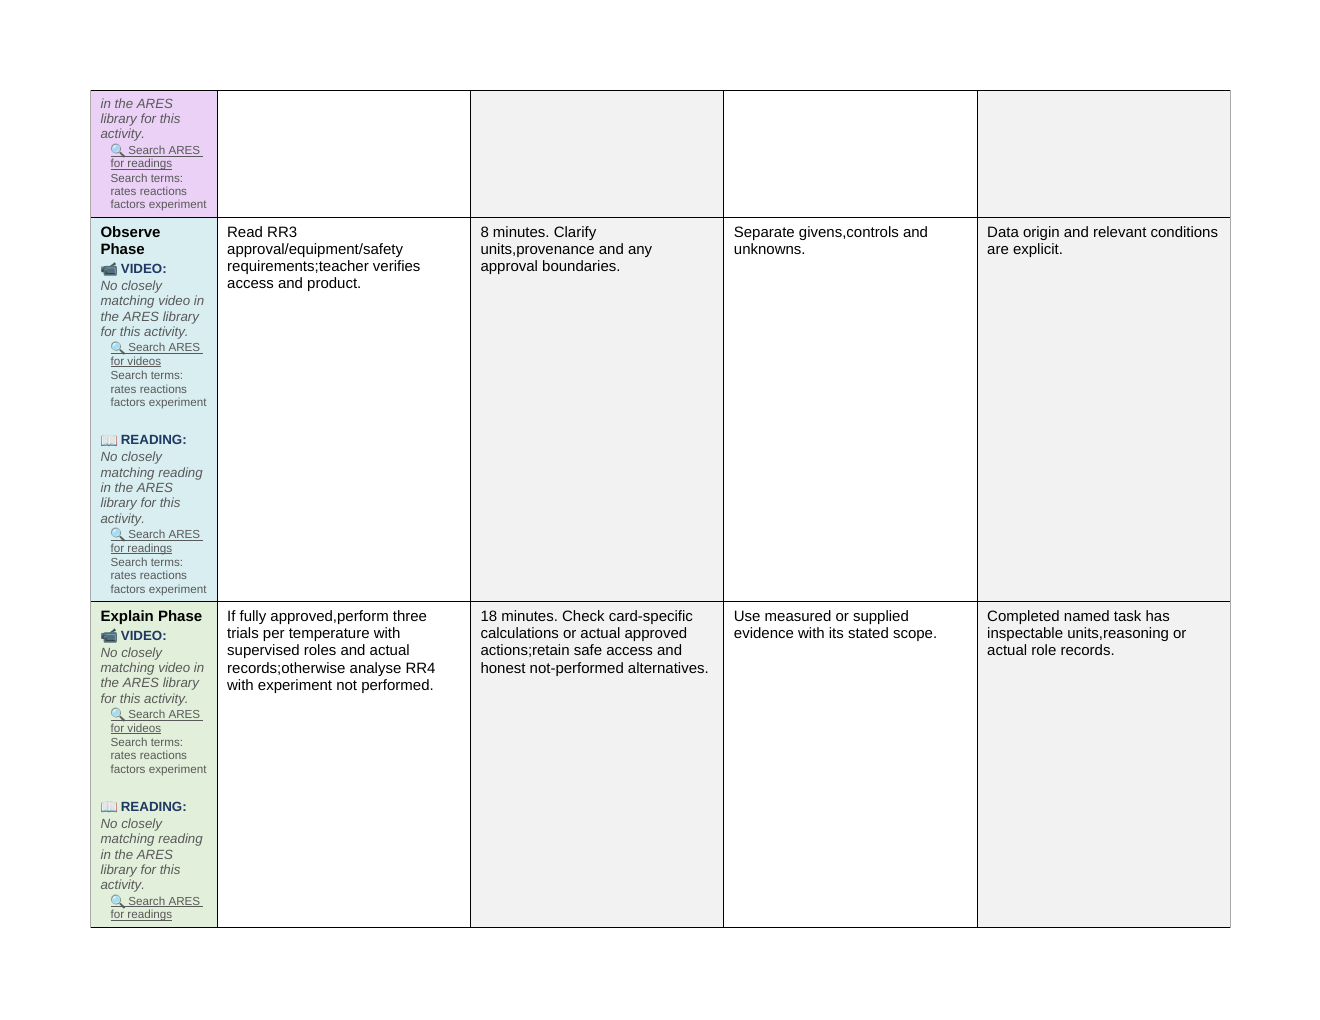 in the ARES
library for this
activity.
🔍 Search ARES
for readings
Search terms:
rates reactions
factors experiment
Observe
Phase
📹 VIDEO:
No closely
matching video in
the ARES library
for this activity.
🔍 Search ARES
for videos
Search terms:
rates reactions
factors experiment
📖 READING:
No closely
matching reading
in the ARES
library for this
activity.
🔍 Search ARES
for readings
Search terms:
rates reactions
factors experiment
Read RR3
approval/equipment/safety
requirements;teacher verifies
access and product.
8 minutes. Clarify
units,provenance and any
approval boundaries.
Separate givens,controls and
unknowns.
Data origin and relevant conditions
are explicit.
Explain Phase
📹 VIDEO:
No closely
matching video in
the ARES library
for this activity.
🔍 Search ARES
for videos
Search terms:
rates reactions
factors experiment
📖 READING:
No closely
matching reading
in the ARES
library for this
activity.
🔍 Search ARES
for readings
If fully approved,perform three
trials per temperature with
supervised roles and actual
records;otherwise analyse RR4
with experiment not performed.
18 minutes. Check card-specific
calculations or actual approved
actions;retain safe access and
honest not-performed alternatives.
Use measured or supplied
evidence with its stated scope.
Completed named task has
inspectable units,reasoning or
actual role records.